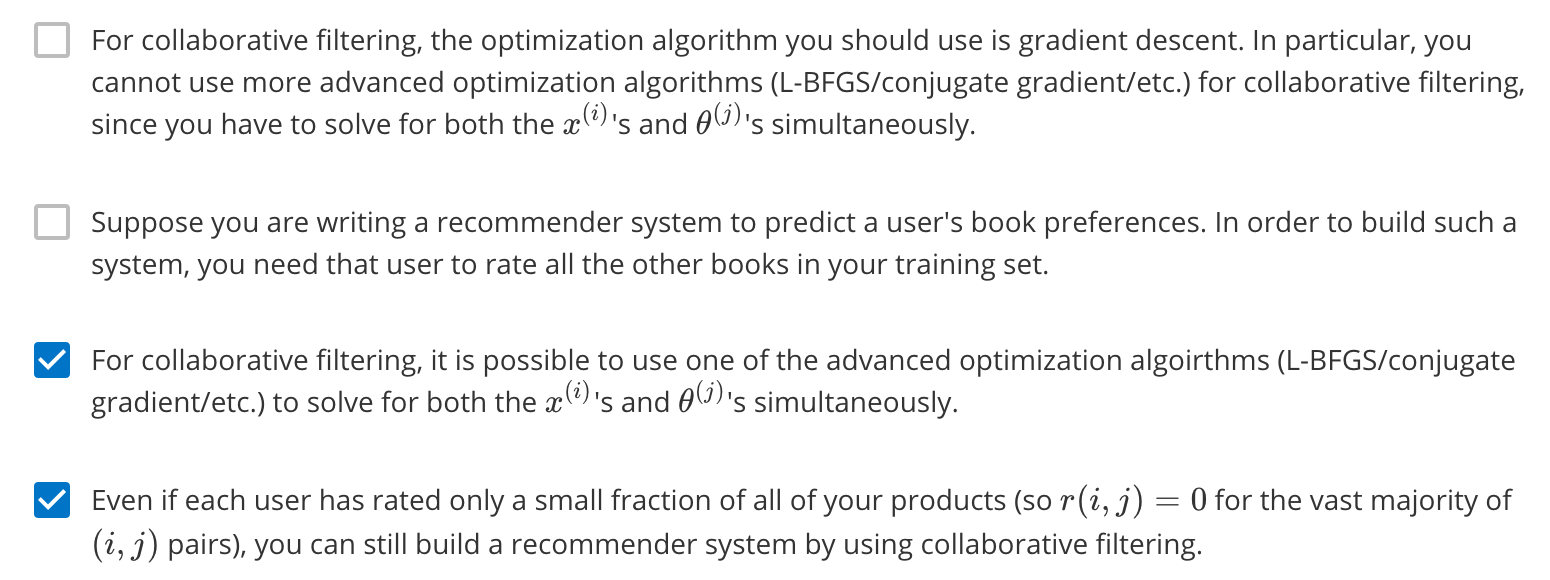 For collaborative filtering, the optimization algorithm you should use is gradient descent. In particular, you
cannot use more advanced optimization algorithms (L-BFGS/conjugate gradient/etc.) for collaborative filtering,
since you have to solve for both the x^(i)'s and θ^(j)'s simultaneously.
Suppose you are writing a recommender system to predict a user's book preferences. In order to build such a
system, you need that user to rate all the other books in your training set.
For collaborative filtering, it is possible to use one of the advanced optimization algoirthms (L-BFGS/conjugate
gradient/etc.) to solve for both the x^(i)'s and θ^(j)'s simultaneously.
Even if each user has rated only a small fraction of all of your products (so r(i, j) = 0 for the vast majority of
(i, j) pairs), you can still build a recommender system by using collaborative filtering.